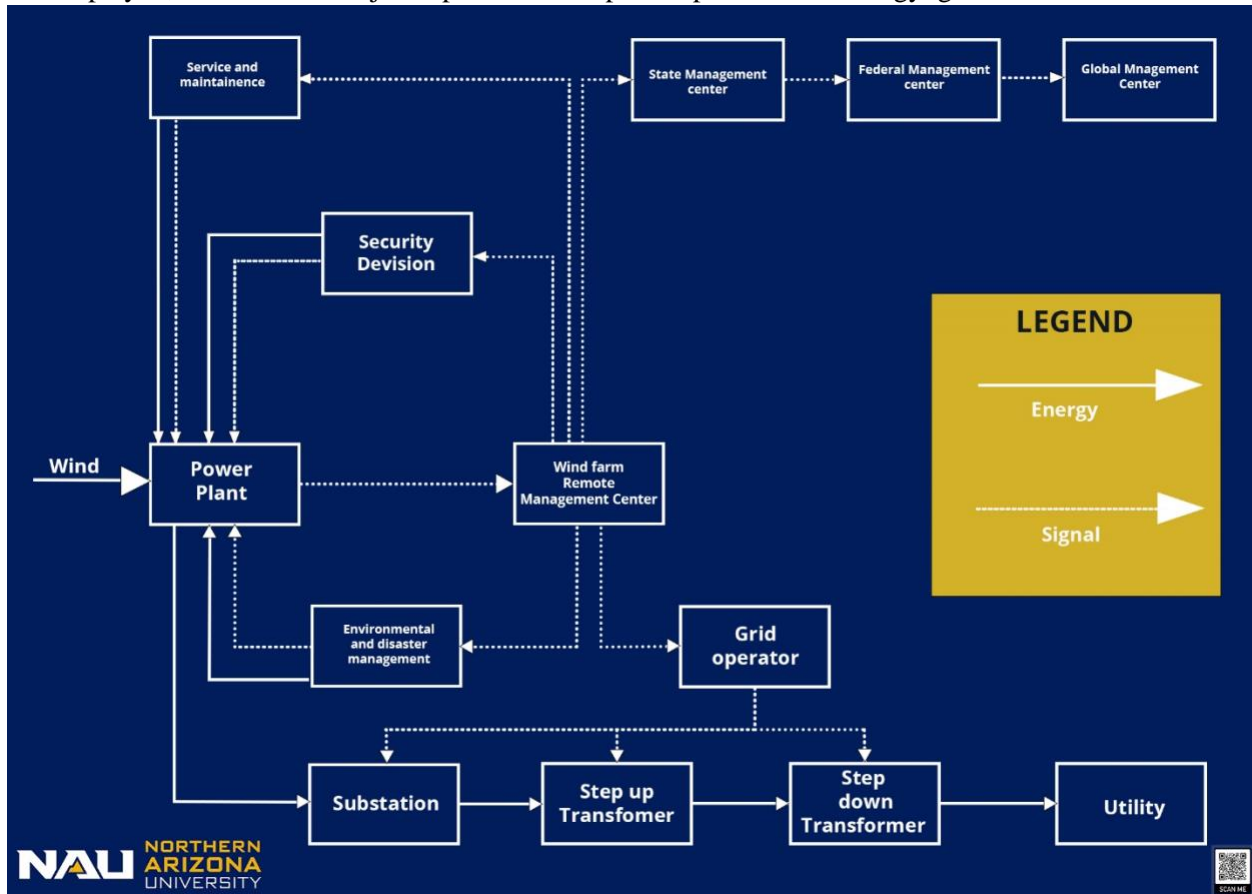 Service and
maintainence
State Management
center
Federal Management
center
Global Mnagement
Center
Security
Devision
LEGEND
Energy
Signal
Wind
Power
Plant
Wind farm
Remote
Management Center
Environmental
and disaster
management
Grid
operator
Substation
Step up
Transfomer
Step
down
Transformer
Utility
NAU
NORTHERN
ARIZONA
UNIVERSITY
SCAN ME